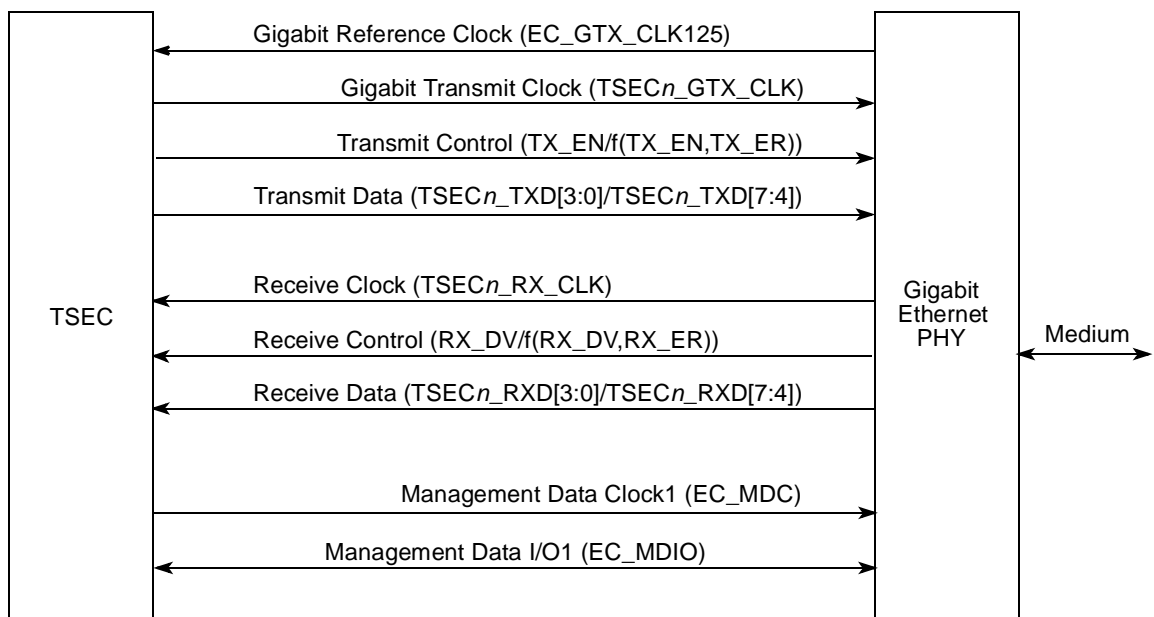 Gigabit Reference Clock (EC_GTX_CLK125)
Gigabit Transmit Clock (TSECn_GTX_CLK)
Transmit Control (TX_EN/f(TX_EN,TX_ER))
Transmit Data (TSECn_TXD[3:0]/TSECn_TXD[7:4])
Receive Clock (TSECn_RX_CLK)
TSEC
Gigabit
Ethernet
PHY
Medium
Receive Control (RX_DV/f(RX_DV,RX_ER))
Receive Data (TSECn_RXD[3:0]/TSECn_RXD[7:4])
Management Data Clock1 (EC_MDC)
Management Data I/O1 (EC_MDIO)